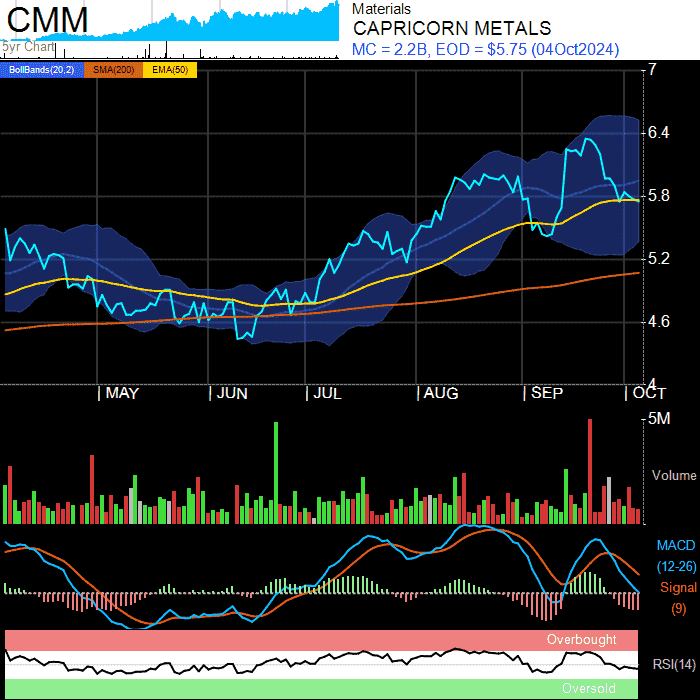 CMM
5yr Chart
Materials
CAPRICORN METALS
MC = 2.2B, EOD = $5.75 (04Oct2024)
BollBands(20,2) SMA(200) EMA(50)
7
6.4
5.8
5.2
4.6
4
MAY JUN JUL AUG SEP OCT
5M
Volume
MACD
(12-26)
Signal
(9)
Overbought
RSI(14)
Oversold